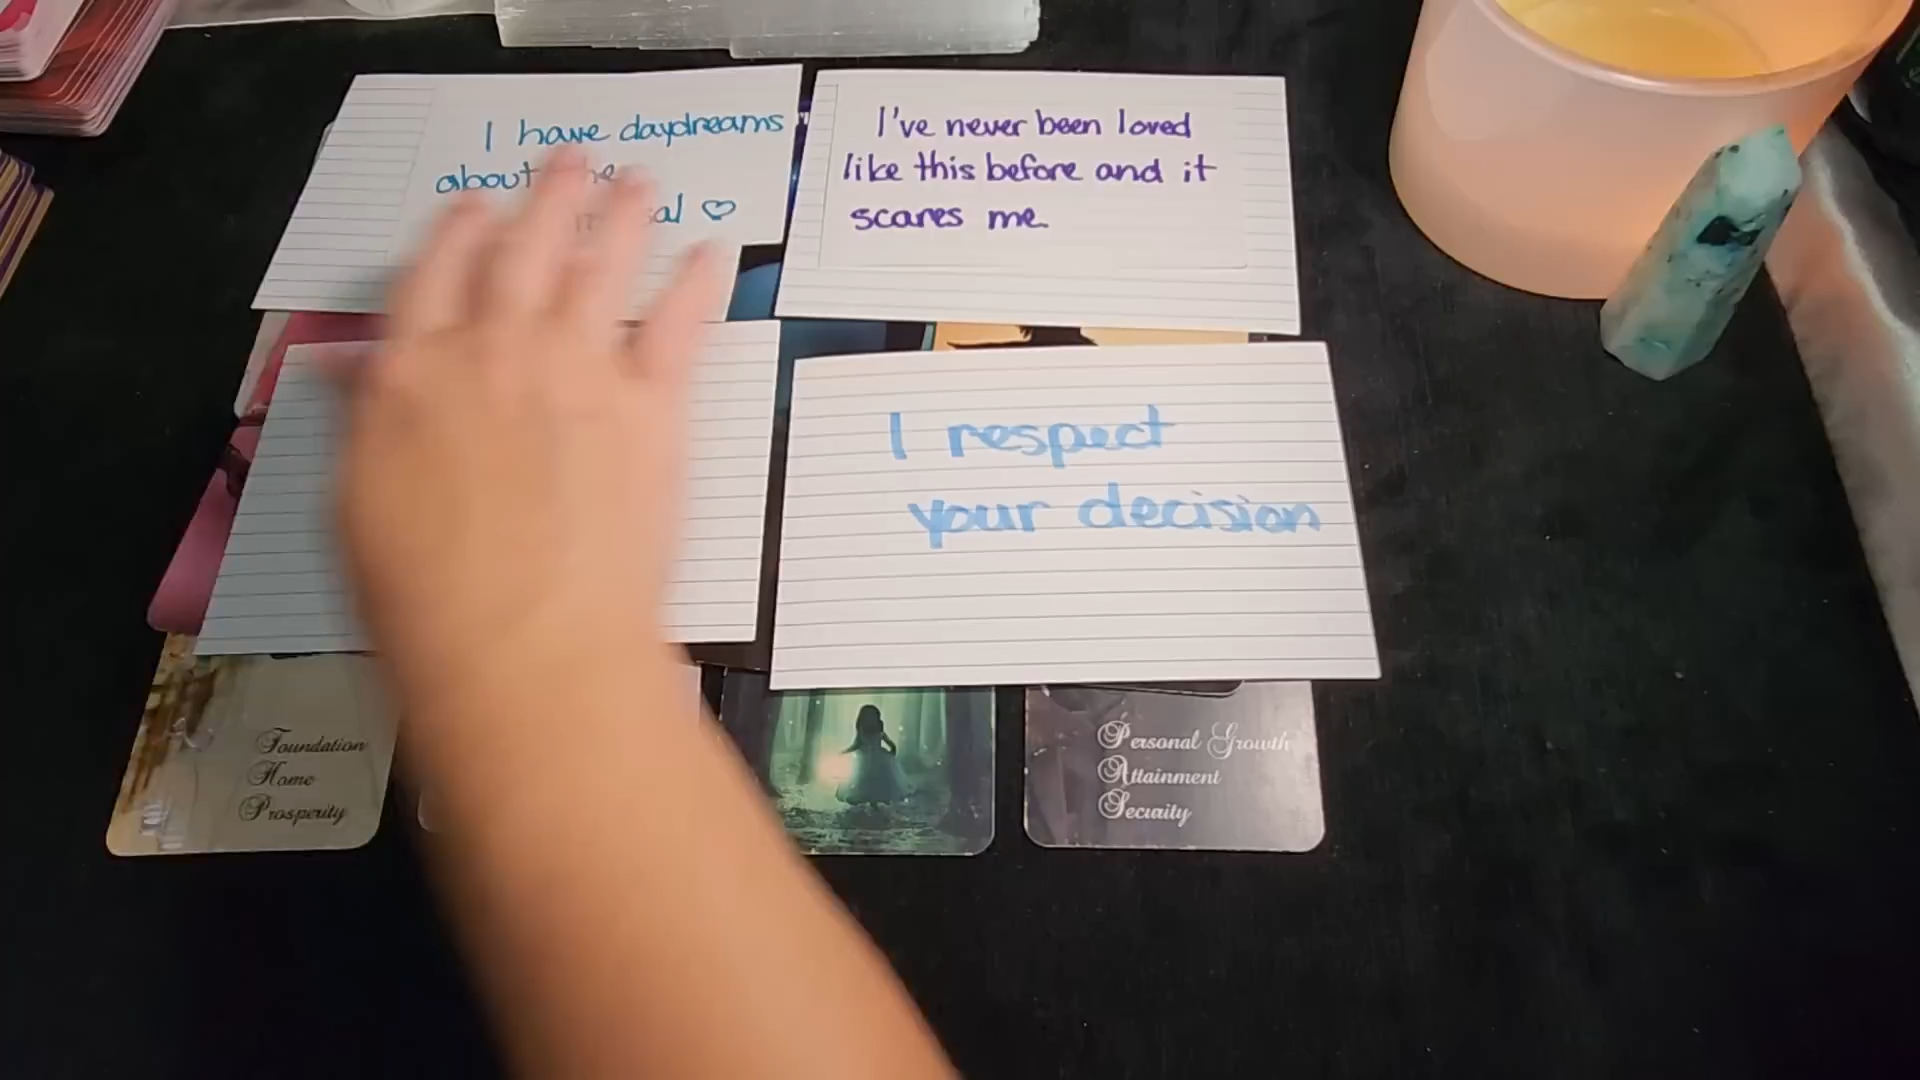 I have daydreams
about
I've never been loved
like this before and it
scares me.
I respect
your decision
Foundation
Home
Prosperity
Personal Growth
Attainment
Security